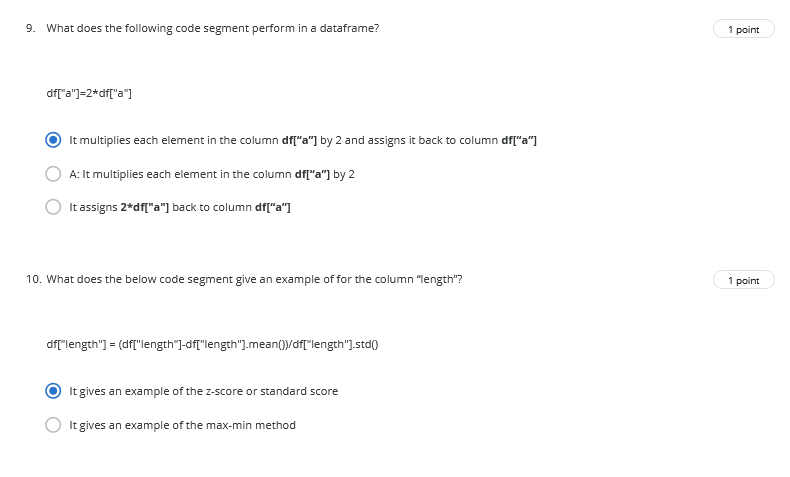 9. What does the following code segment perform in a dataframe?
1 point
df["a"]=2*df["a"]
It multiplies each element in the column df["a"] by 2 and assigns it back to column df["a"]
A: It multiplies each element in the column df["a"] by 2
It assigns 2*df["a"] back to column df["a"]
10. What does the below code segment give an example of for the column “length”?
1 point
df["length"] = (df["length"]-df["length"].mean())/df["length"].std()
It gives an example of the z-score or standard score
It gives an example of the max-min method